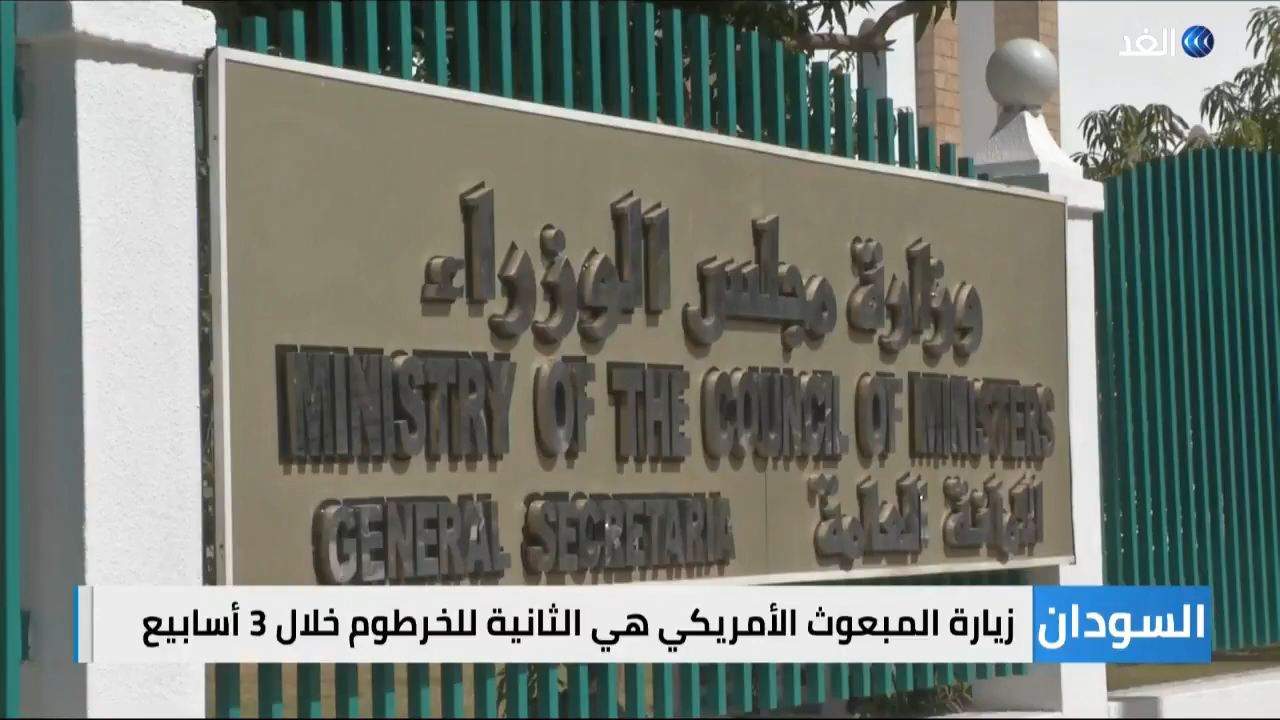 الغد
وزارة مجلس الوزراء
MINISTRY OF THE COUNCIL OF MINISTERS
الامانة العامة
GENERAL SECRETARIA
السودان
زيارة المبعوث الأمريكي هي الثانية للخرطوم خلال 3 أسابيع